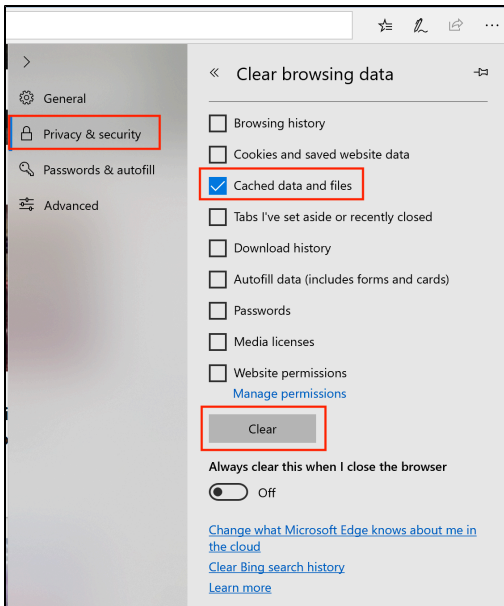 General
Privacy & security
Passwords & autofill
Advanced
Clear browsing data
Browsing history
Cookies and saved website data
Cached data and files
Tabs I've set aside or recently closed
Download history
Autofill data (includes forms and cards)
Passwords
Media licenses
Website permissions
Manage permissions
Clear
Always clear this when I close the browser
Off
Change what Microsoft Edge knows about me in
the cloud
Clear Bing search history
Learn more